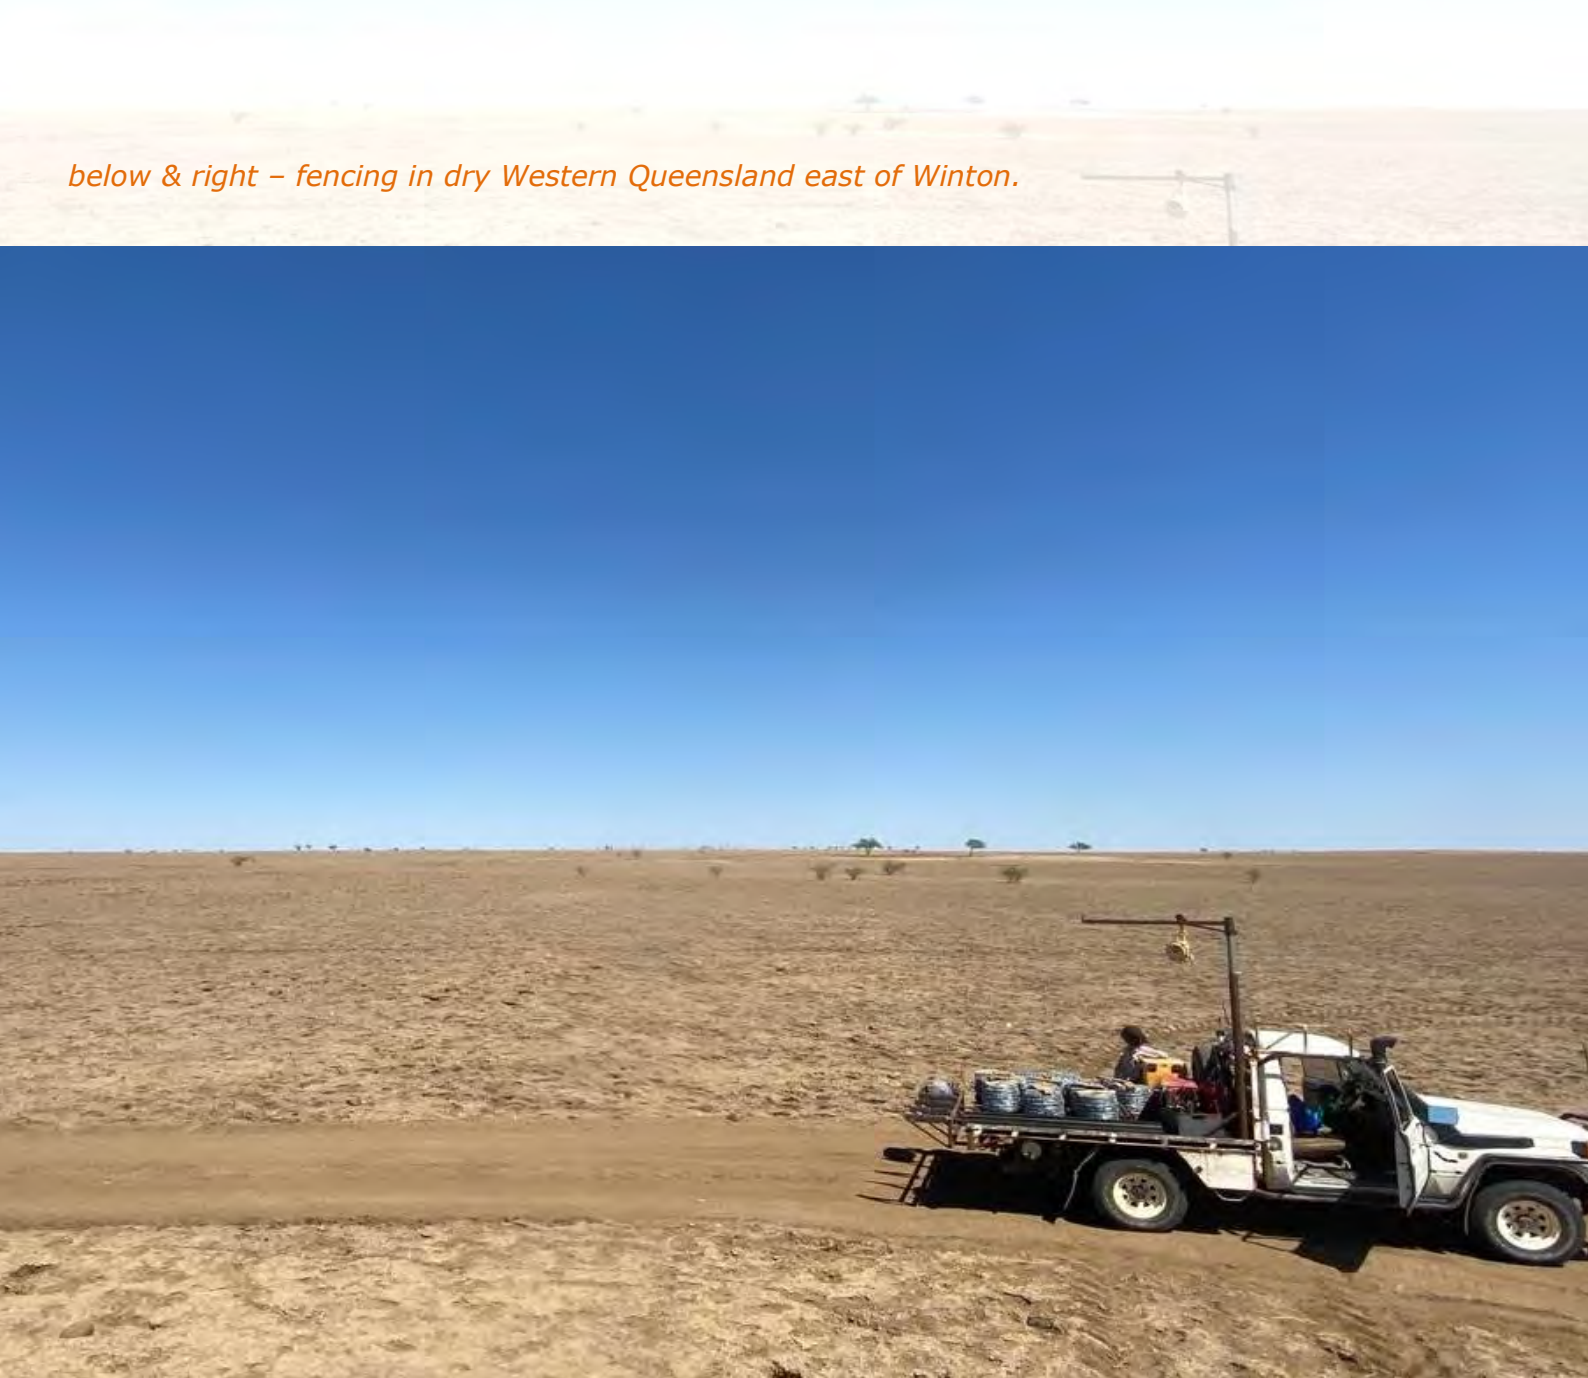 below & right – fencing in dry Western Queensland east of Winton.